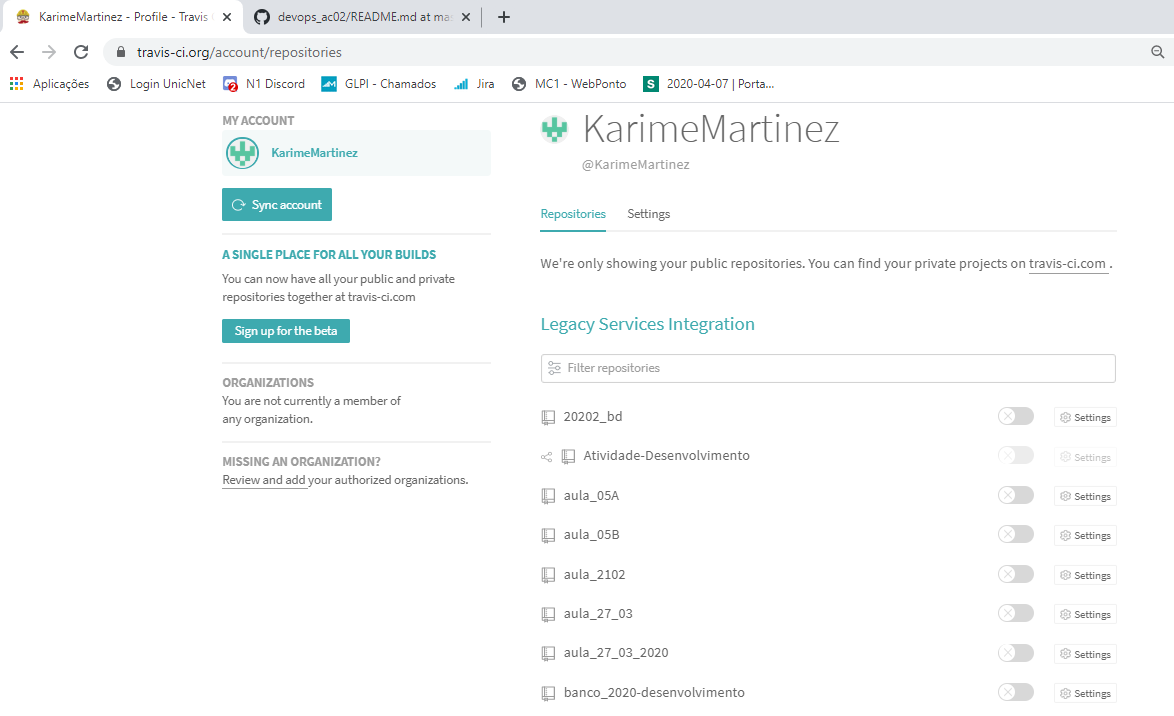 KarimeMartinez - Profile - Travis
devops_ac02/README.md at mas
travis-ci.org/account/repositories
Aplicações
Login UnicNet
2
N1 Discord
GLPI - Chamados
Jira
MC1 - WebPonto
S
2020-04-07 | Porta...
MY ACCOUNT
KarimeMartinez
Sync account
A SINGLE PLACE FOR ALL YOUR BUILDS
You can now have all your public and private
repositories together at travis-ci.com
Sign up for the beta
ORGANIZATIONS
You are not currently a member of
any organization.
MISSING AN ORGANIZATION?
Review and add your authorized organizations.
KarimeMartinez
@KarimeMartinez
Repositories
Settings
We're only showing your public repositories. You can find your private projects on travis-ci.com .
Legacy Services Integration
Filter repositories
20202_bd
Settings
Atividade-Desenvolvimento
Settings
aula_05A
Settings
aula_05B
Settings
aula_2102
Settings
aula_27_03
Settings
aula_27_03_2020
Settings
banco_2020-desenvolvimento
Settings